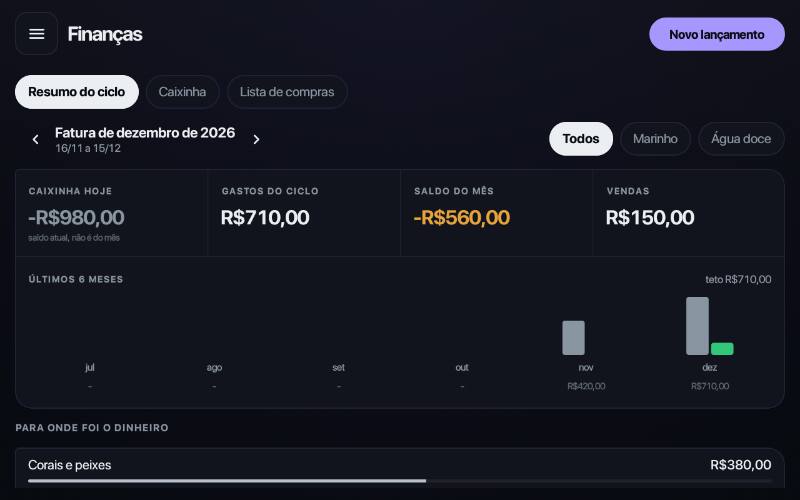 Finanças
Novo lançamento
Resumo do ciclo
Caixinha
Lista de compras
Fatura de dezembro de 2026
16/11 a 15/12
Todos
Marinho
Água doce
CAIXINHA HOJE
-R$980,00
saldo atual, não é do mês
GASTOS DO CICLO
R$710,00
SALDO DO MÊS
-R$560,00
VENDAS
R$150,00
ÚLTIMOS 6 MESES
teto R$710,00
jul
ago
set
out
nov
dez
-
-
-
-
R$420,00
R$710,00
PARA ONDE FOI O DINHEIRO
Corais e peixes
R$380,00